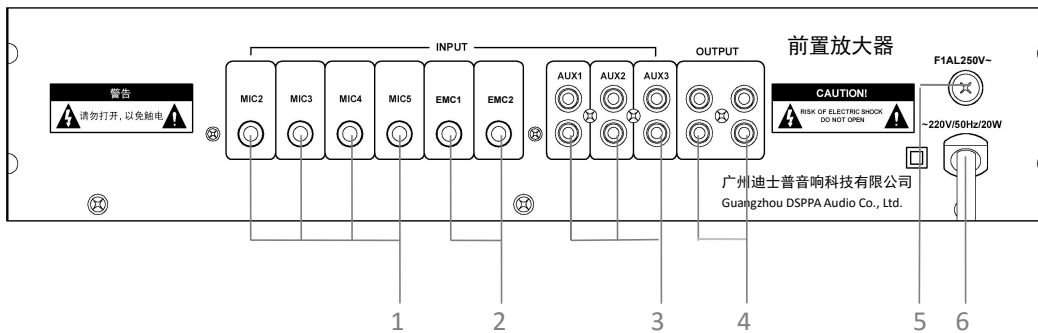 INPUT
OUTPUT
前置放大器
F1AL250V~
警告
请勿打开，以免触电
MIC2
MIC3
MIC4
MIC5
EMC1
EMC2
AUX1
AUX2
AUX3
CAUTION!
RISK OF ELECTRIC SHOCK
DO NOT OPEN
~220V/50Hz/20W
广州迪士普音响科技有限公司
Guangzhou DSPPA Audio Co., Ltd.
1
2
3
4
5
6